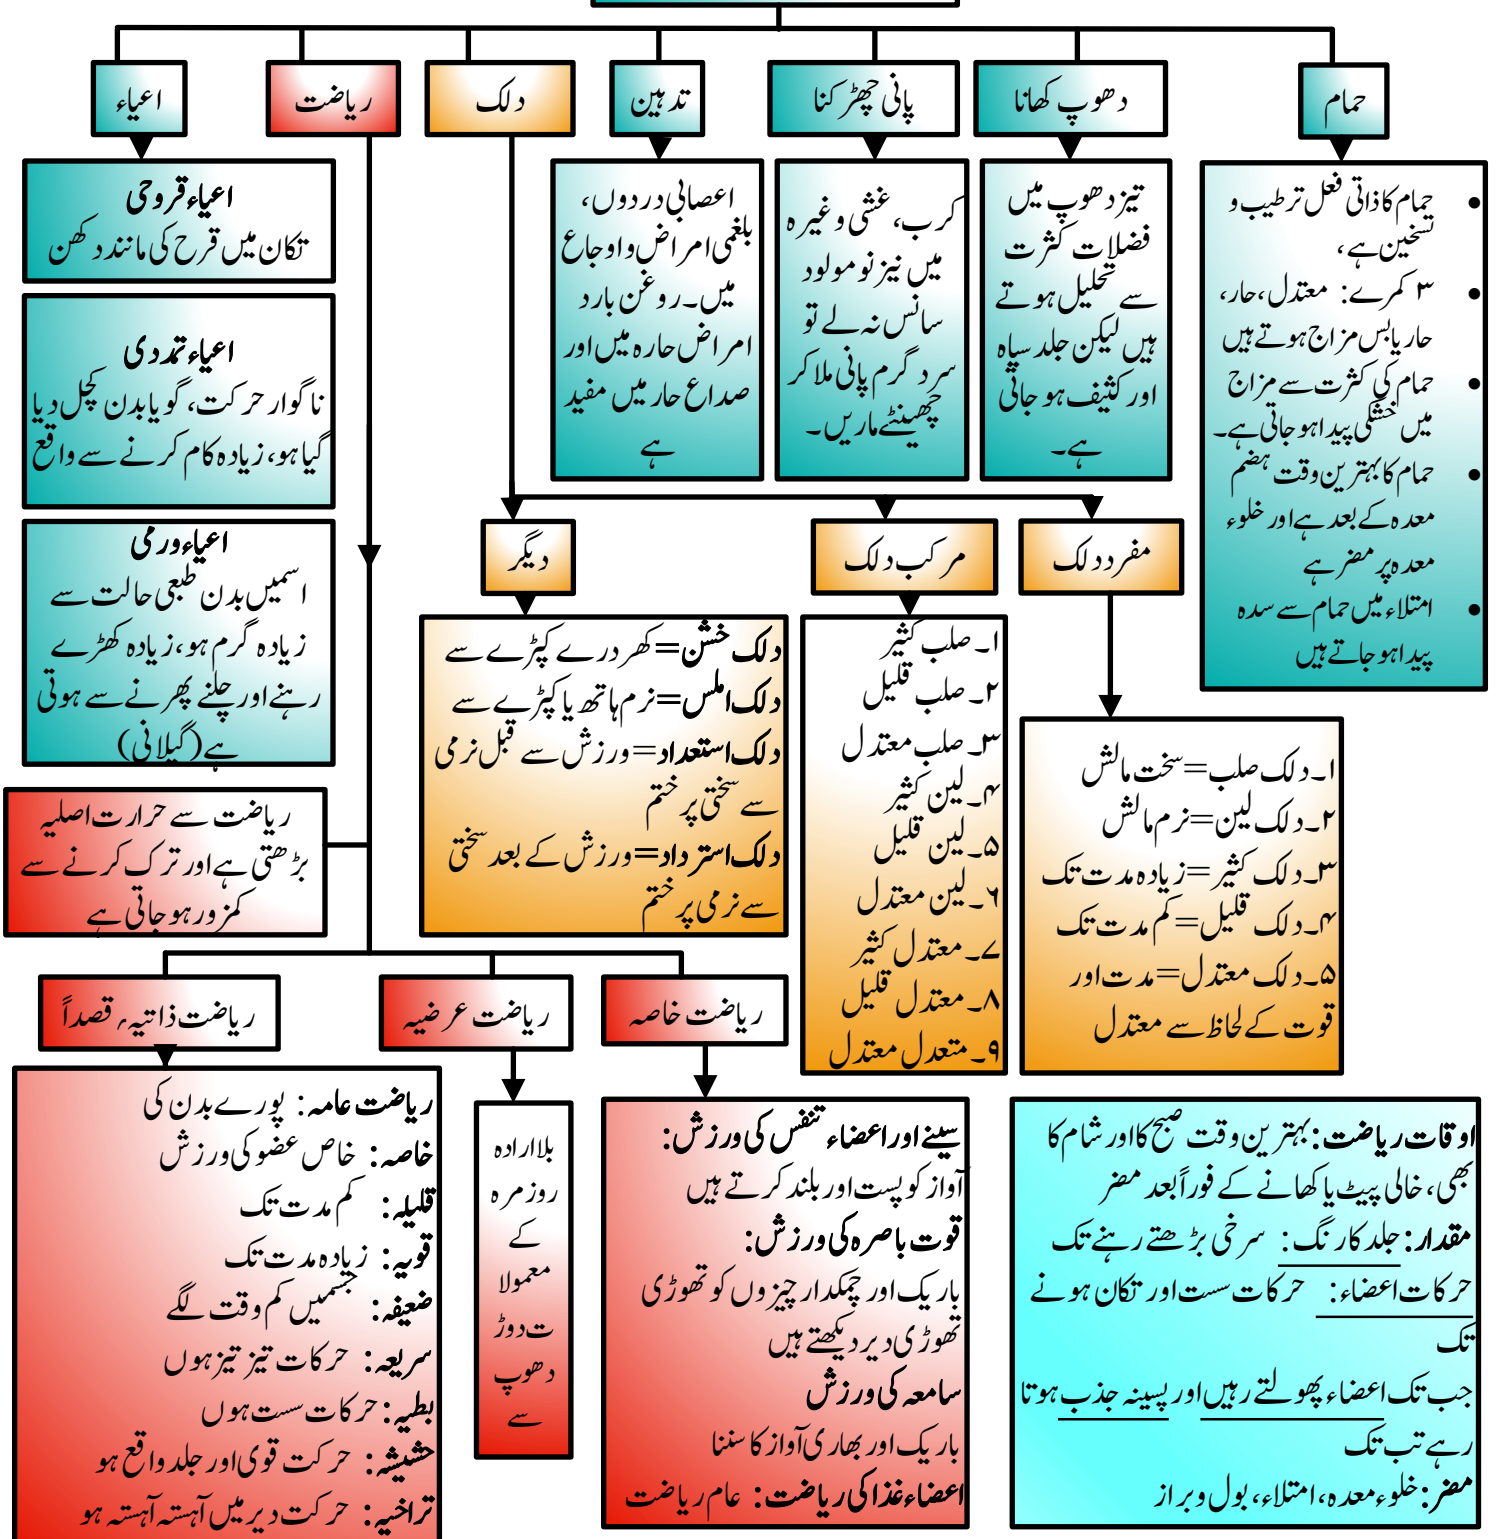 حمام
دھوپ کھانا
پانی چھڑکنا
تدہین
دلک
ریاضت
اعیاء
• حمام کا ذاتی فعل ترطیب و
تسخین ہے،
• ۳ کمرے: معتدل، حار،
حار یابس مزاج ہوتے ہیں
• حمام کی کثرت سے مزاج
میں خشکی پیدا ہو جاتی ہے۔
• حمام کا بہترین وقت ہضم
معدہ کے بعد ہے اور خلوء
معدہ پر مضر ہے
• امتلاء میں حمام سے سدہ
پیدا ہو جاتے ہیں
تیز دھوپ میں
فضلات کثرت
سے تحلیل ہوتے
ہیں لیکن جلد سیاہ
اور کثیف ہو جاتی
ہے۔
کرب، غشی وغیرہ
میں نیز نومولود
سانس نہ لے تو
سرد گرم پانی ملا کر
چھینٹے ماریں۔
اعصابی دردوں،
بلغمی امراض و اوجاع
میں۔ روغن بارد
امراض حارہ میں اور
صداع حار میں مفید
ہے
اعیاء قروحی
تکان میں قرح کی مانند دکھن
اعیاء تمددی
ناگوار حرکت، گویا بدن کچل دیا
گیا ہو، زیادہ کام کرنے سے واقع
اعیاء ورمی
اسمیں بدن طبعی حالت سے
زیادہ گرم ہو، زیادہ کھڑے
رہنے اور چلنے پھرنے سے ہوتی
ہے (گیلانی)
مفرد دلک
مرکب دلک
دیگر
۱۔ دلک صلب = سخت مالش
۲۔ دلک لین = نرم مالش
۳۔ دلک کثیر = زیادہ مدت تک
۴۔ دلک قلیل = کم مدت تک
۵۔ دلک معتدل = مدت اور
قوت کے لحاظ سے معتدل
۱۔ صلب کثیر
۲۔ صلب قلیل
۳۔ صلب معتدل
۴۔ لین کثیر
۵۔ لین قلیل
۶۔ لین معتدل
۷۔ معتدل کثیر
۸۔ معتدل قلیل
۹۔ متعدل معتدل
دلک خشن = کھردرے کپڑے سے
دلک املس = نرم ہاتھ یا کپڑے سے
دلک استعداد = ورزش سے قبل نرمی
سے سختی پر ختم
دلک استرداد = ورزش کے بعد سختی
سے نرمی پر ختم
ریاضت سے حرارت اصلیہ
بڑھتی ہے اور ترک کرنے سے
کمزور ہو جاتی ہے
ریاضت خاصہ
ریاضت عرضیہ
ریاضت ذاتیہ، قصداً
اوقات ریاضت: بہترین وقت صبح کا اور شام کا
بھی، خالی پیٹ یا کھانے کے فوراً بعد مضر
مقدار: جلد کا رنگ: سرخی بڑھتے رہنے تک
حرکات اعضاء: حرکات سست اور تکان ہونے
تک
جب تک اعضاء پھولتے رہیں اور پسینہ جذب ہوتا
رہے تب تک
مضر: خلوء معدہ، امتلاء، بول و براز
سینے اور اعضاء تنفس کی ورزش:
آواز کو پست اور بلند کرتے ہیں
قوت باصرہ کی ورزش:
باریک اور چمکدار چیزوں کو تھوڑی
تھوڑی دیر دیکھتے ہیں
سامعہ کی ورزش
باریک اور بھاری آواز کا سننا
اعضاء غذا کی ریاضت: عام ریاضت
بلاارادہ
روزمرہ
کے
معمولا
ت دوڑ
دھوپ
سے
ریاضت عامہ: پورے بدن کی
خاصہ: خاص عضو کی ورزش
قلیلہ: کم مدت تک
قویہ: زیادہ مدت تک
ضعیفہ: جسمیں کم وقت لگے
سریعہ: حرکات تیز تیز ہوں
بطیہ: حرکات سست ہوں
حشیشہ: حرکت قوی اور جلد واقع ہو
تراخیہ: حرکت دیر میں آہستہ آہستہ ہو